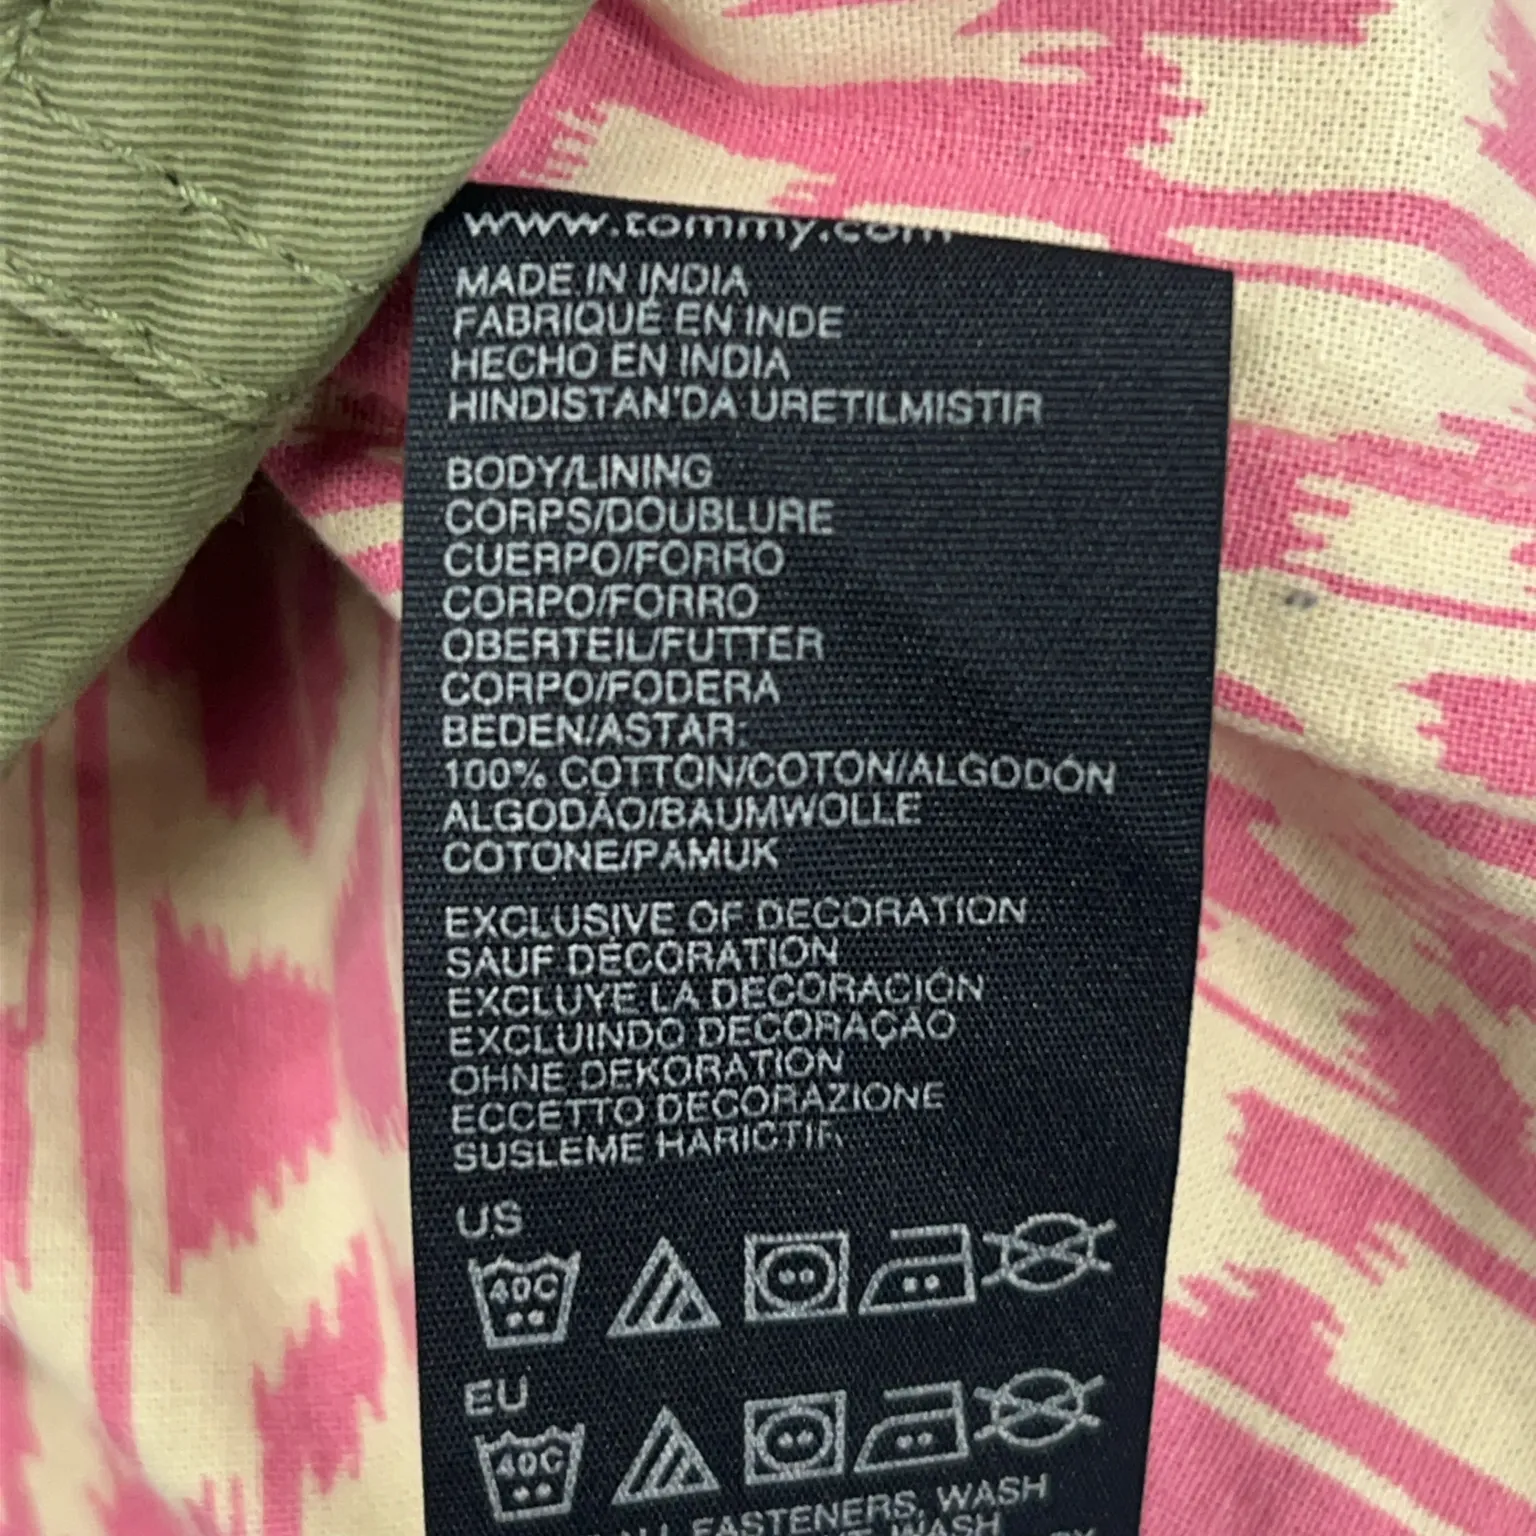 www.tommy.com
MADE IN INDIA
FABRIQUÉ EN INDE
HECHO EN INDIA
HINDISTAN'DA URETILMISTIR
BODY/LINING
CORPS/DOUBLURE
CUERPO/FORRO
CORPO/FORRO
OBERTEIL/FUTTER
CORPO/FODERA
BEDEN/ASTAR:
100% COTTON/COTON/ALGODÓN
ALGODÃO/BAUMWOLLE
COTONE/PAMUK
EXCLUSIVE OF DECORATION
SAUF DÉCORATION
EXCLUYE LA DECORACIÓN
EXCLUINDO DECORAÇÃO
OHNE DEKORATION
ECCETTO DECORAZIONE
SUSLEME HARICTIR
US
40C
EU
40C
FASTENERS, WASH
WASH